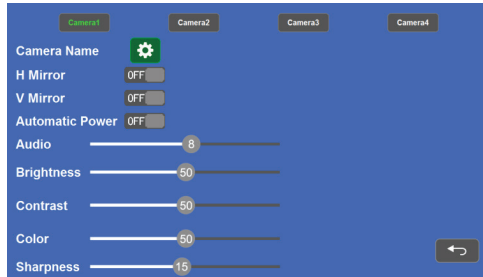 Camera1 Camera2 Camera3 Camera4
Camera Name
H Mirror OFF
V Mirror OFF
Automatic Power OFF
Audio 8
Brightness 50
Contrast 50
Color 50
Sharpness 15